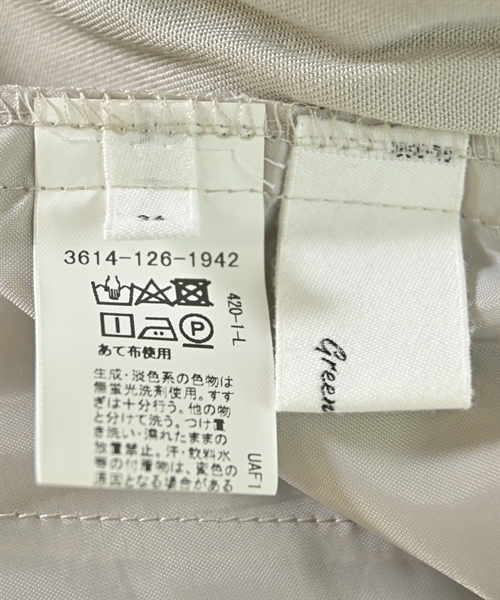 3614-126-1942
420-1-L
あて布使用
生成・淡色系の色物は
無蛍光洗剤使用。すす
ぎは十分行う。他の物
と分けて洗う。つけ置
き洗い・濡れたままの
放置禁止。汗・飲料水
等の付着物は、変色の
原因となる場合がある
UAF1
Green